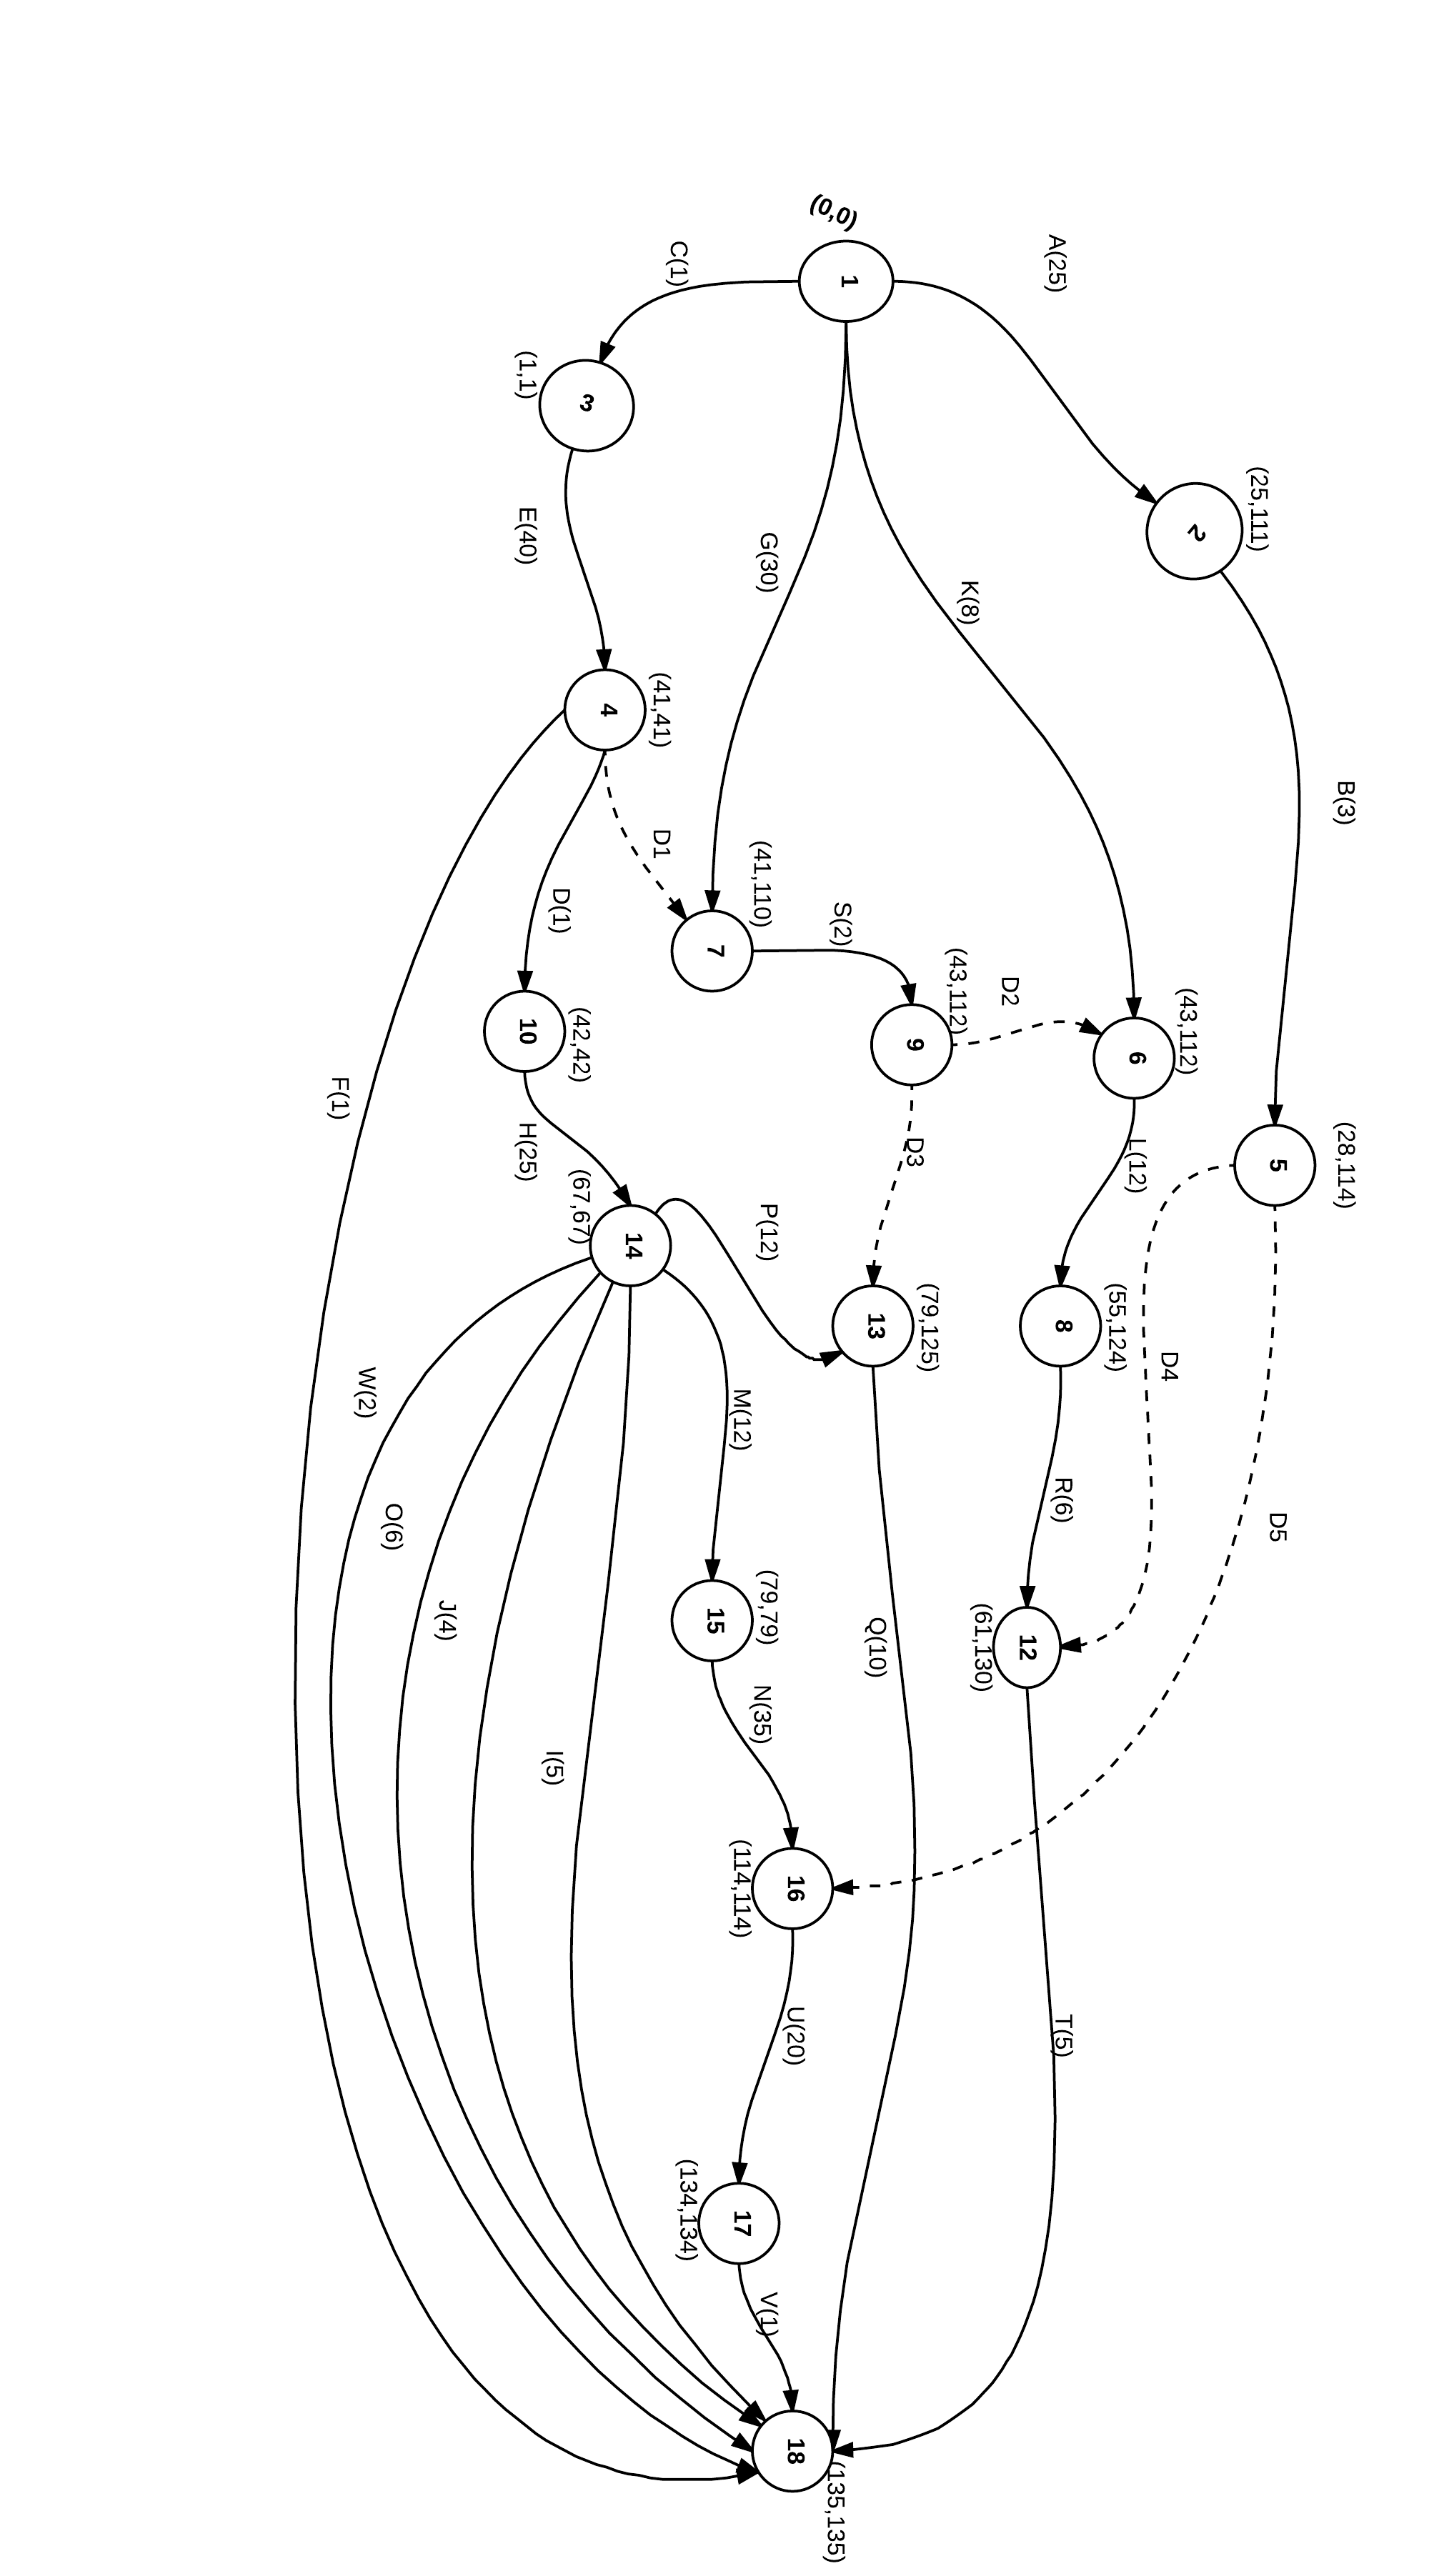 (0,0)
1
A(25)
C(1)
(1,1)
3
(25,111)
2
E(40)
G(30)
K(8)
B(3)
(41,41)
4
D1
D(1)
(41,110)
7
S(2)
(43,112)
9
D2
(43,112)
6
(42,42)
10
F(1)
H(25)
(67,67)
14
P(12)
D3
L(12)
(28,114)
5
(79,125)
13
(55,124)
8
D4
W(2)
M(12)
O(6)
R(6)
D5
J(4)
(79,79)
15
Q(10)
(61,130)
12
N(35)
I(5)
(114,114)
16
U(20)
T(5)
(134,134)
17
V(1)
18
(135,135)